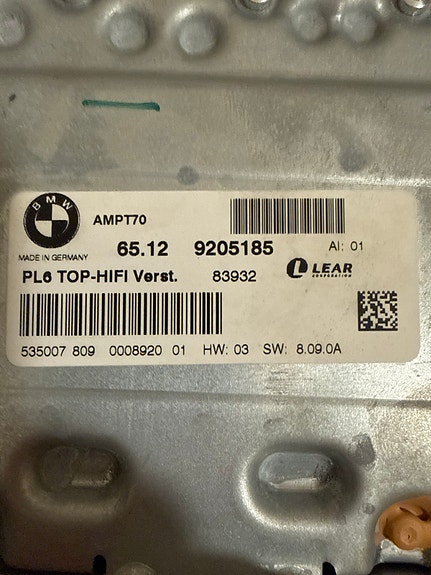 BMW
AMPT70
MADE IN GERMANY
65.12 9205185 AI: 01
PL6 TOP-HIFI Verst. 83932
LEAR
CORPORATION
535007 809 0008920 01 HW: 03 SW: 8.09.0A